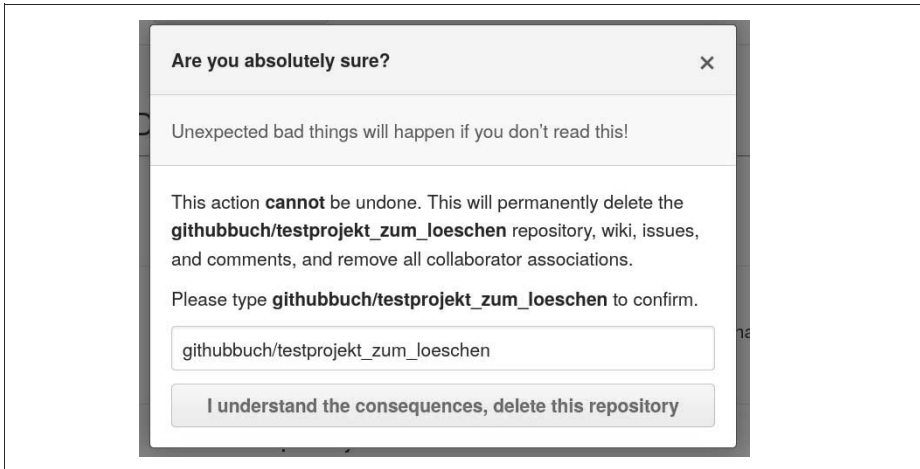 Are you absolutely sure?
×
Unexpected bad things will happen if you don't read this!
This action cannot be undone. This will permanently delete the
githubbuch/testprojekt_zum_loeschen repository, wiki, issues,
and comments, and remove all collaborator associations.
Please type githubbuch/testprojekt_zum_loeschen to confirm.
githubbuch/testprojekt_zum_loeschen
I understand the consequences, delete this repository